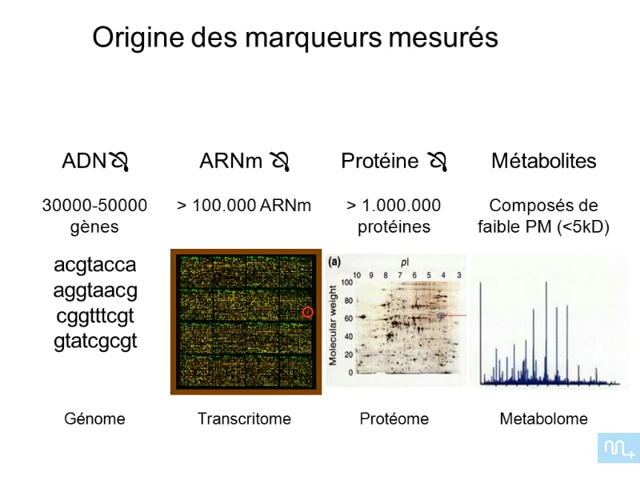 Origine des marqueurs mesurés
ADN ARNm Protéine Métabolites
30000-50000 gènes
> 100.000 ARNm
> 1.000.000 protéines
Composés de faible PM (<5kD)
acgtacca
aggtaacg
cggtttcgt
gtatcgcgt
(a) pI
10 9 8 7 6 5 4 3
Molecular weight
100
80
60
40
20
0
Génome Transcritome Protéome Metabolome